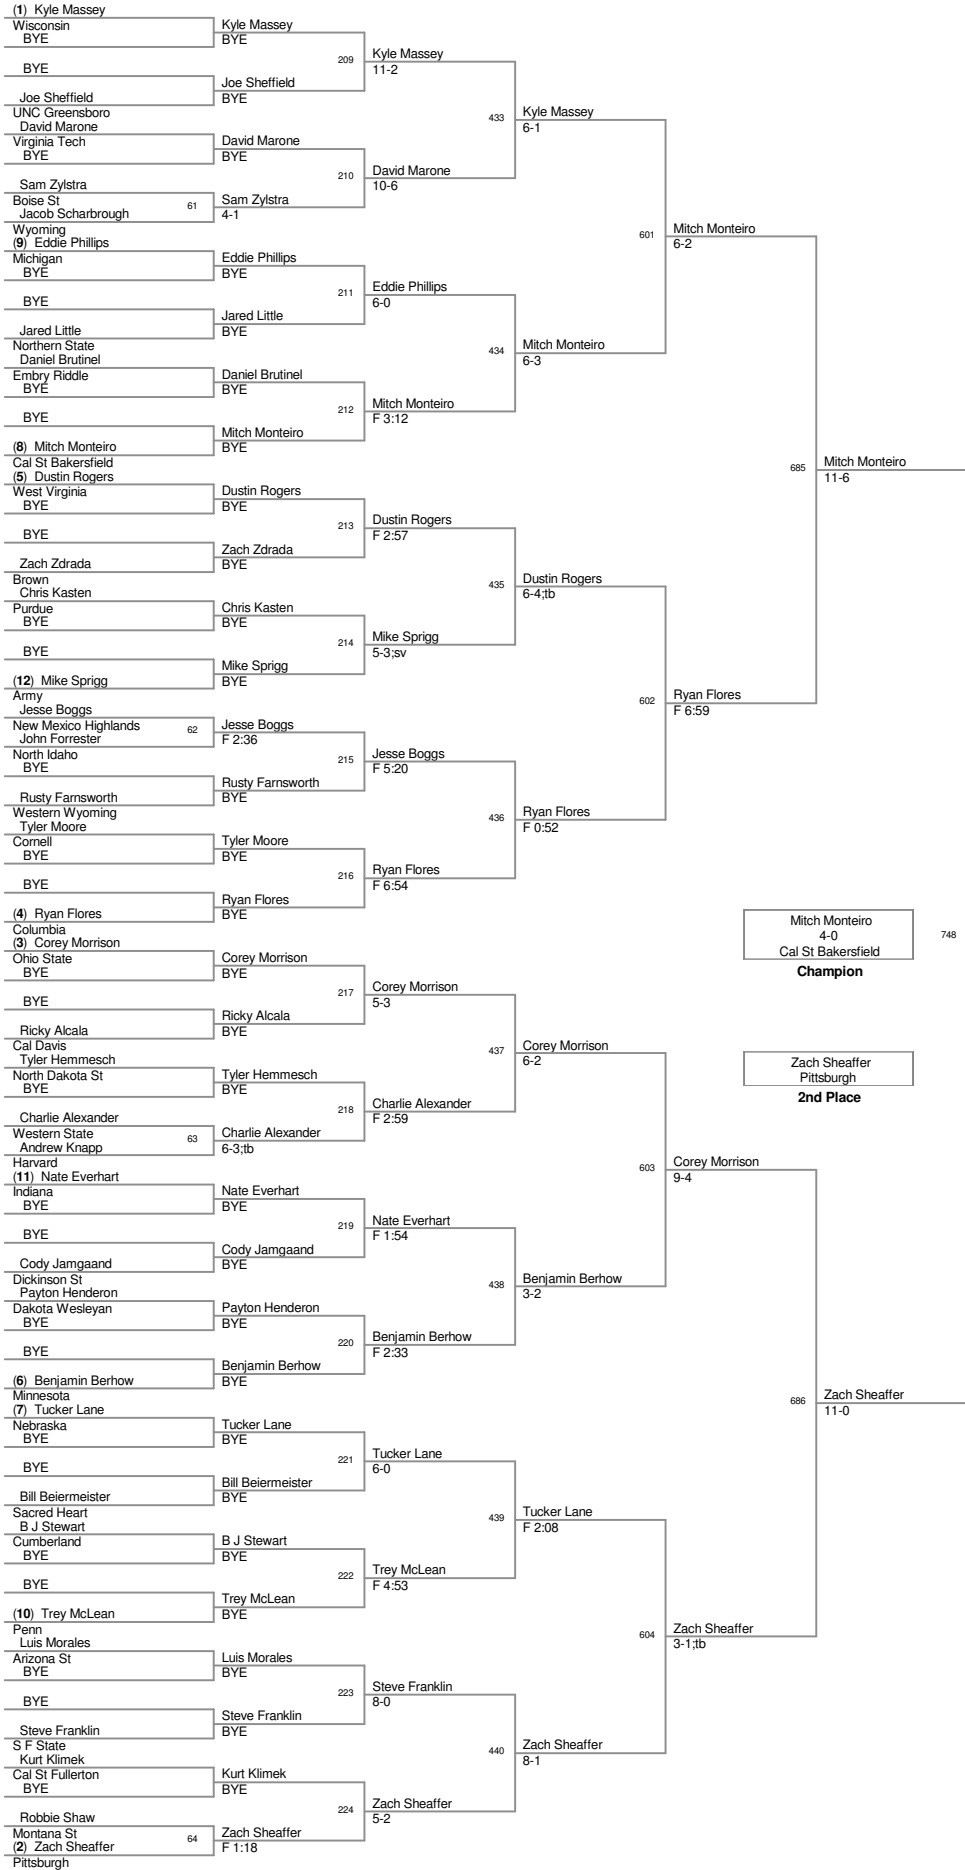 (1) Kyle Massey
Wisconsin
BYE
BYE
Joe Sheffield
UNC Greensboro
David Marone
Virginia Tech
BYE
Sam Zylstra
Boise St
61
Jacob Scharbrough
Wyoming
(9) Eddie Phillips
Michigan
BYE
BYE
Jared Little
Northern State
Daniel Brutinel
Embry Riddle
BYE
BYE
(8) Mitch Monteiro
Cal St Bakersfield
(5) Dustin Rogers
West Virginia
BYE
BYE
Zach Zdrada
Brown
Chris Kasten
Purdue
BYE
BYE
(12) Mike Sprigg
Army
Jesse Boggs
New Mexico Highlands
62
John Forrester
North Idaho
BYE
Rusty Farnsworth
Western Wyoming
Tyler Moore
Cornell
BYE
BYE
(4) Ryan Flores
Columbia
(3) Corey Morrison
Ohio State
BYE
BYE
Ricky Alcala
Cal Davis
Tyler Hemmesch
North Dakota St
BYE
Charlie Alexander
Western State
63
Andrew Knapp
Harvard
(11) Nate Everhart
Indiana
BYE
BYE
Cody Jamgaand
Dickinson St
Payton Henderon
Dakota Wesleyan
BYE
BYE
(6) Benjamin Berhow
Minnesota
(7) Tucker Lane
Nebraska
BYE
BYE
Bill Beiermeister
Sacred Heart
B J Stewart
Cumberland
BYE
BYE
(10) Trey McLean
Penn
Luis Morales
Arizona St
BYE
BYE
Steve Franklin
S F State
Kurt Klimek
Cal St Fullerton
BYE
Robbie Shaw
Montana St
64
(2) Zach Sheaffer
Pittsburgh
Kyle Massey
BYE
209
Joe Sheffield
BYE
David Marone
BYE
210
Sam Zylstra
4-1
Eddie Phillips
BYE
211
Jared Little
BYE
Daniel Brutinel
BYE
212
Mitch Monteiro
BYE
Dustin Rogers
BYE
213
Zach Zdrada
BYE
Chris Kasten
BYE
214
Mike Sprigg
BYE
Jesse Boggs
F 2:36
215
Rusty Farnsworth
BYE
Tyler Moore
BYE
216
Ryan Flores
BYE
Corey Morrison
BYE
217
Ricky Alcala
BYE
Tyler Hemmesch
BYE
218
Charlie Alexander
6-3;tb
Nate Everhart
BYE
219
Cody Jamgaand
BYE
Payton Henderon
BYE
220
Benjamin Berhow
BYE
Tucker Lane
BYE
221
Bill Beiermeister
BYE
B J Stewart
BYE
222
Trey McLean
BYE
Luis Morales
BYE
223
Steve Franklin
BYE
Kurt Klimek
BYE
224
Zach Sheaffer
F 1:18
Kyle Massey
11-2
433
David Marone
10-6
Eddie Phillips
6-0
434
Mitch Monteiro
F 3:12
Dustin Rogers
F 2:57
435
Mike Sprigg
5-3;sv
Jesse Boggs
F 5:20
436
Ryan Flores
F 6:54
Corey Morrison
5-3
437
Charlie Alexander
F 2:59
Nate Everhart
F 1:54
438
Benjamin Berhow
F 2:33
Tucker Lane
6-0
439
Trey McLean
F 4:53
Steve Franklin
8-0
440
Zach Sheaffer
5-2
Kyle Massey
6-1
601
Mitch Monteiro
6-3
Dustin Rogers
6-4;tb
602
Ryan Flores
F 0:52
Corey Morrison
6-2
603
Benjamin Berhow
3-2
Tucker Lane
F 2:08
604
Zach Sheaffer
8-1
Mitch Monteiro
6-2
685
Ryan Flores
F 6:59
Corey Morrison
9-4
686
Zach Sheaffer
3-1;tb
Mitch Monteiro
11-6
Mitch Monteiro
4-0
Cal St Bakersfield
748
Champion
Zach Sheaffer
Pittsburgh
2nd Place
Zach Sheaffer
11-0